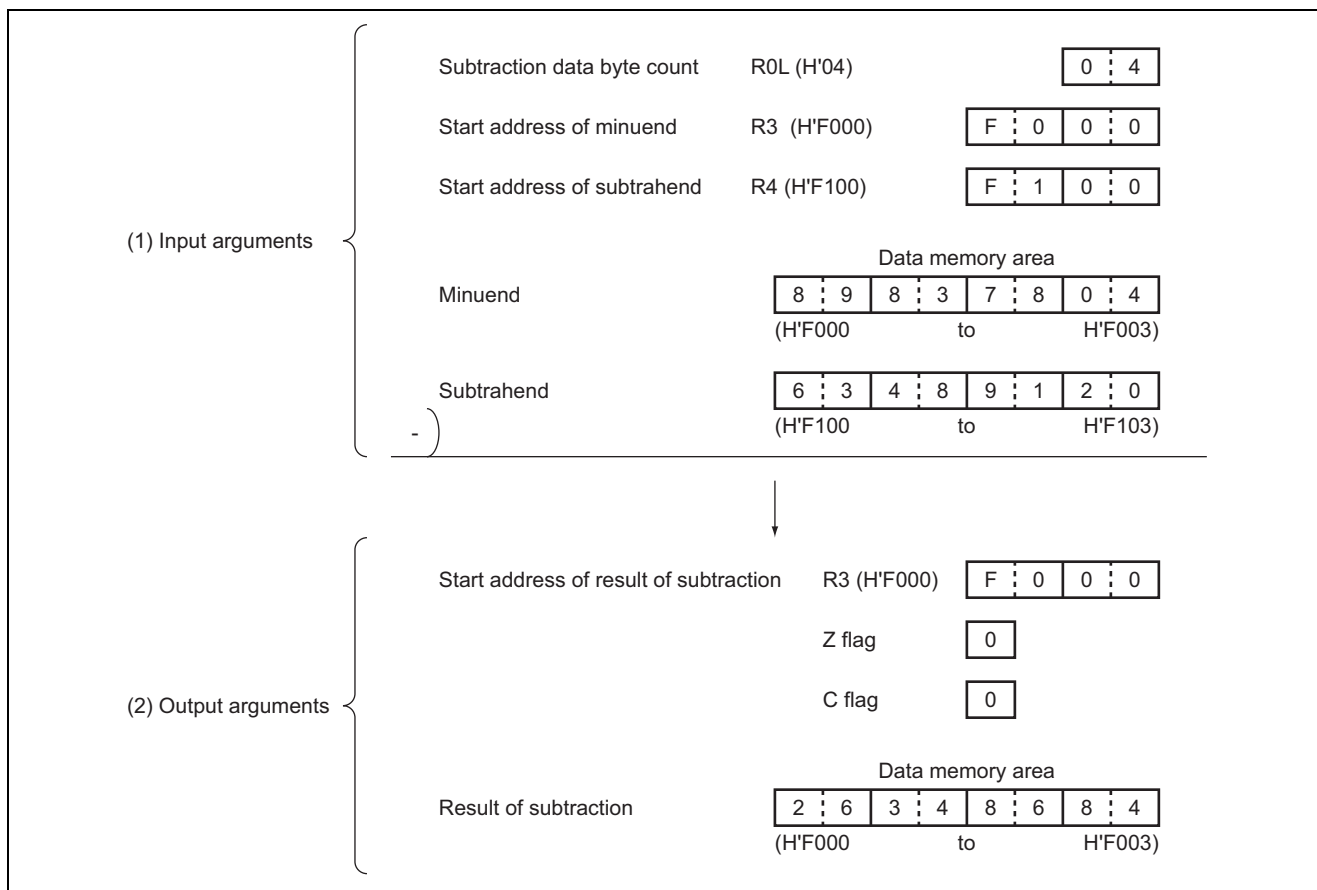 Subtraction data byte count R0L (H'04) 0 4
Start address of minuend R3 (H'F000) F 0 0 0
Start address of subtrahend R4 (H'F100) F 1 0 0
(1) Input arguments
Data memory area
Minuend 8 9 8 3 7 8 0 4
(H'F000 to H'F003)
Subtrahend 6 3 4 8 9 1 2 0
(H'F100 to H'F103)
-
Start address of result of subtraction R3 (H'F000) F 0 0 0
Z flag 0
(2) Output arguments
C flag 0
Data memory area
Result of subtraction 2 6 3 4 8 6 8 4
(H'F000 to H'F003)